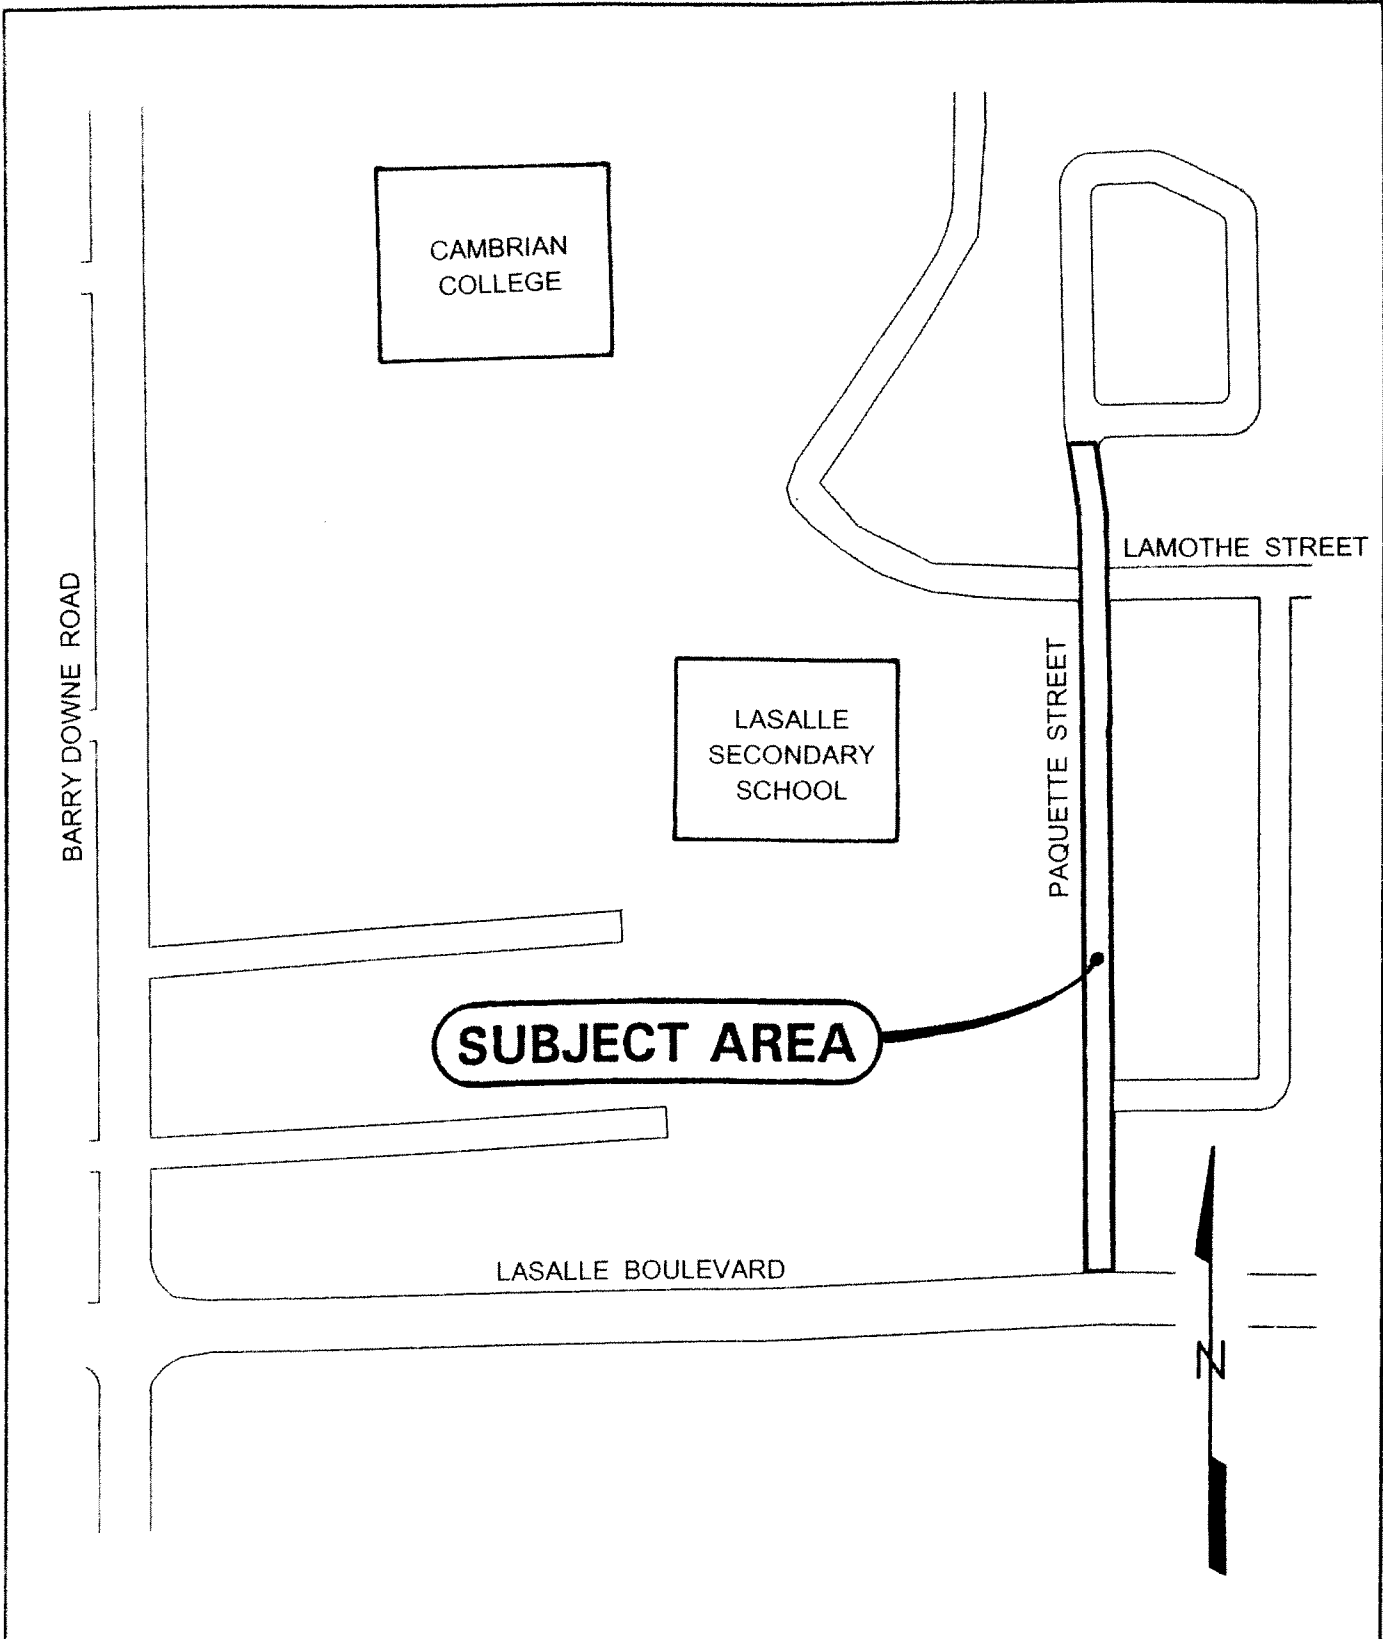 CAMBRIAN
COLLEGE
LAMOTHE STREET
BARRY DOWNE ROAD
PAQUETTE STREET
LASALLE
SECONDARY
SCHOOL
SUBJECT AREA
LASALLE BOULEVARD
N